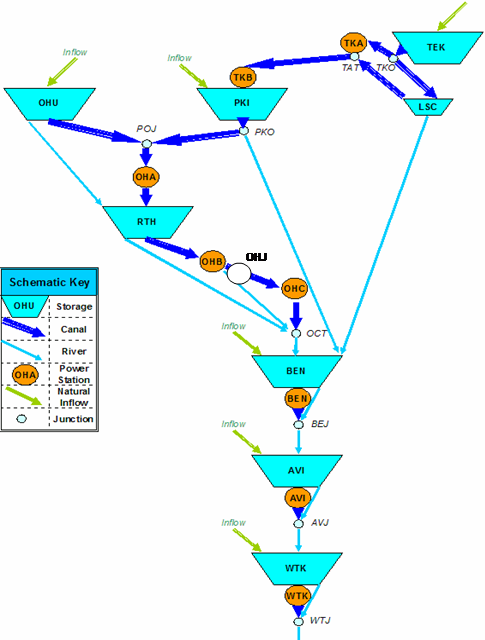 TKA
TEK
Inflow
Inflow
TKB
TAT
TKO
OHU
PKI
LSC
POJ
PKO
OHA
RTH
OHB
OHJ
OHC
Schematic Key
OHU Storage
Canal
River
OHA Power
Station
Natural
Inflow
Junction
OCT
Inflow
BEN
BEN
BEJ
Inflow
AVI
AVI
AVJ
Inflow
WTK
WTK
WTJ